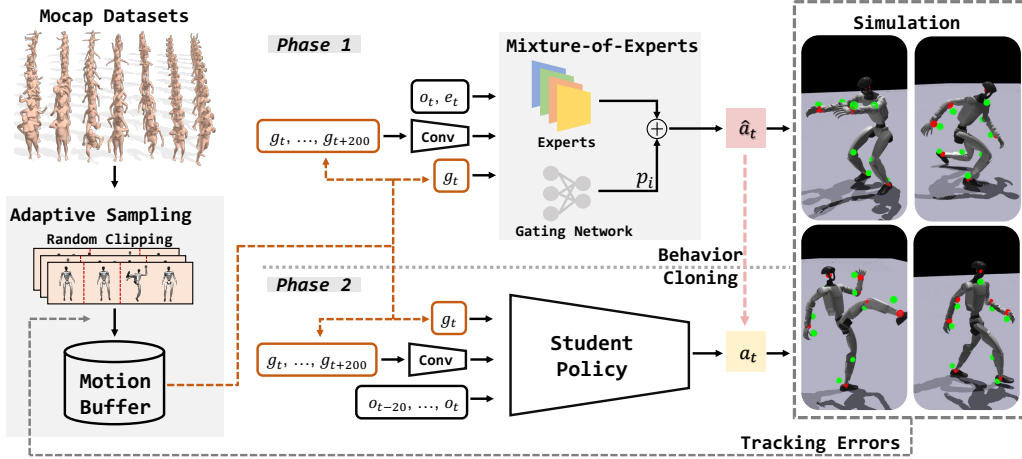 Mocap Datasets
Adaptive Sampling
Random Clipping
Motion
Buffer
Phase 1
o_t, e_t
g_t, …, g_{t+200}
Conv
g_t
Mixture-of-Experts
Experts
p_i
Gating Network
â_t
Behavior
Cloning
Phase 2
g_t
g_t, …, g_{t+200}
Conv
o_{t−20}, …, o_t
Student
Policy
a_t
Simulation
Tracking Errors